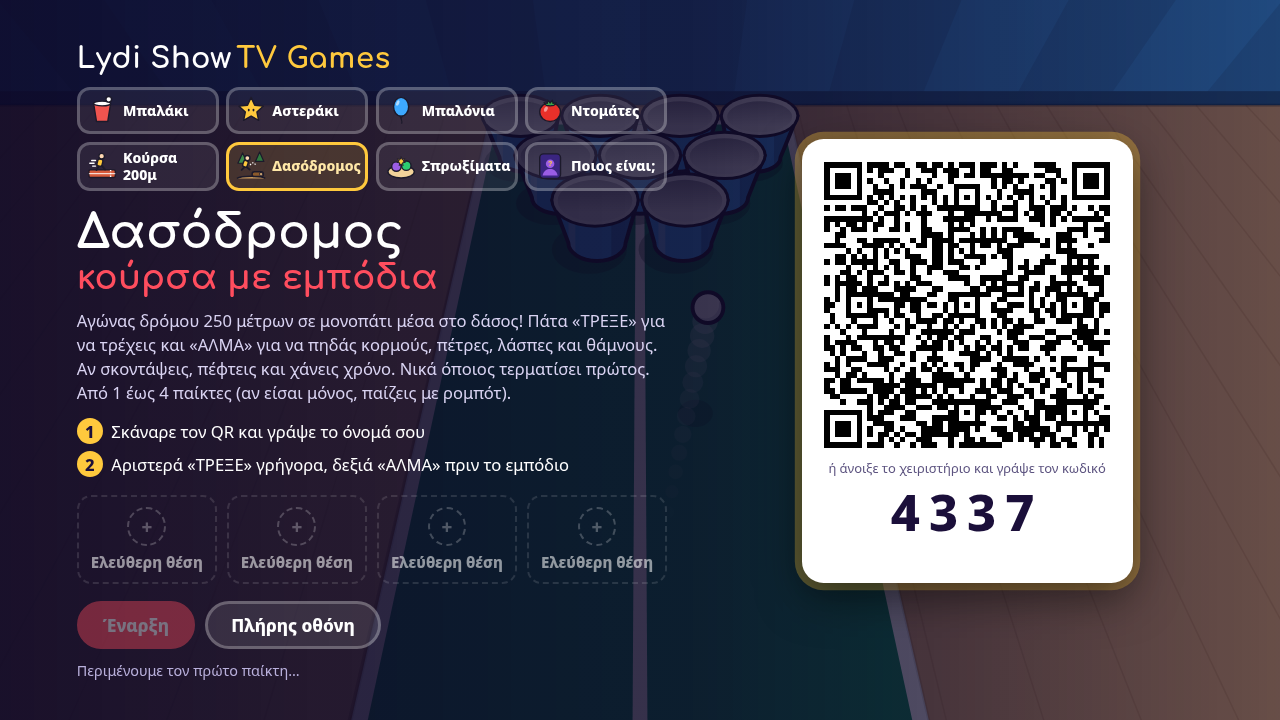 Lydi Show TV Games
Μπαλάκι
Αστεράκι
Μπαλόνια
Ντομάτες
Κούρσα
200μ
Δασόδρομος
Σπρωξίματα
Ποιος είναι;
Δασόδρομος
κούρσα με εμπόδια
Αγώνας δρόμου 250 μέτρων σε μονοπάτι μέσα στο δάσος! Πάτα «ΤΡΕΞΕ» για
να τρέχεις και «ΑΛΜΑ» για να πηδάς κορμούς, πέτρες, λάσπες και θάμνους.
Αν σκοντάψεις, πέφτεις και χάνεις χρόνο. Νικά όποιος τερματίσει πρώτος.
Από 1 έως 4 παίκτες (αν είσαι μόνος, παίζεις με ρομπότ).
1 Σκάναρε τον QR και γράψε το όνομά σου
2 Αριστερά «ΤΡΕΞΕ» γρήγορα, δεξιά «ΑΛΜΑ» πριν το εμπόδιο
+ + + +
Ελεύθερη θέση Ελεύθερη θέση Ελεύθερη θέση Ελεύθερη θέση
Έναρξη
Πλήρης οθόνη
Περιμένουμε τον πρώτο παίκτη...
ή άνοιξε το χειριστήριο και γράψε τον κωδικό
4337